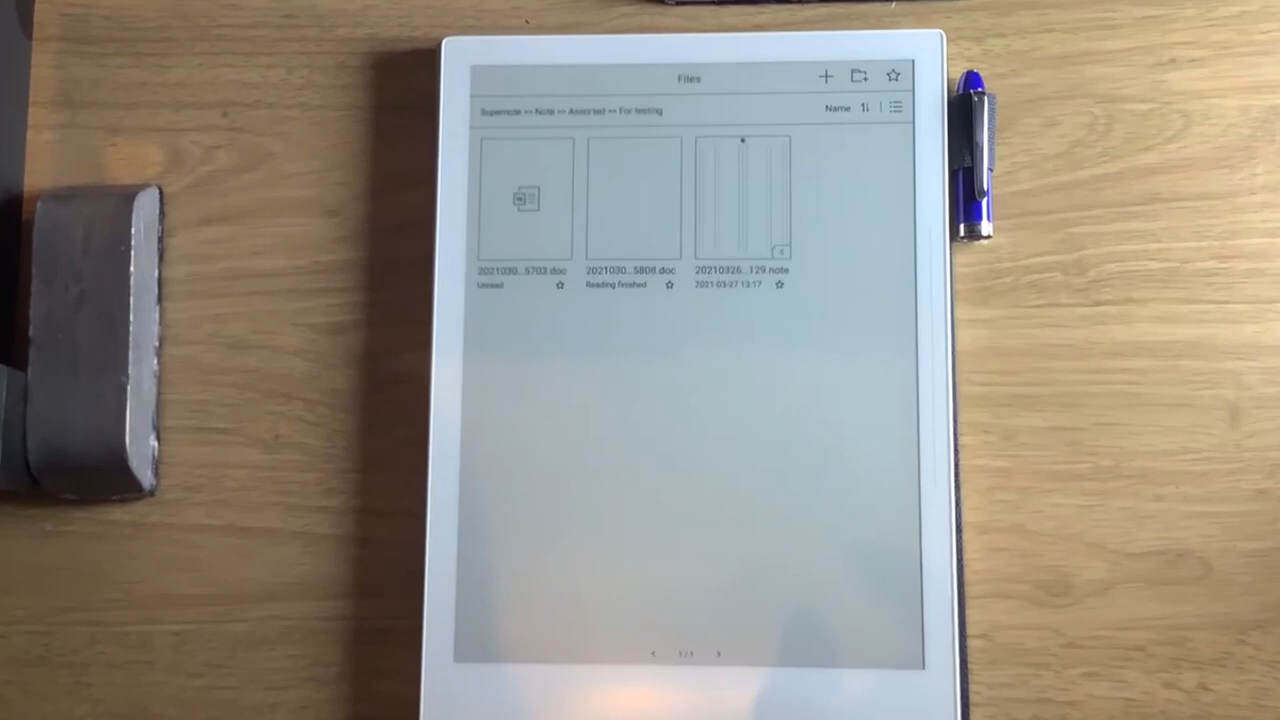 Files
Supernote >> Note >> Assorted >> For testing
Name
W
2021030...5703.doc
2021030...5808.doc
20210326...129.note
Unread
Reading finished
2021-03-27 13:17
1 / 1